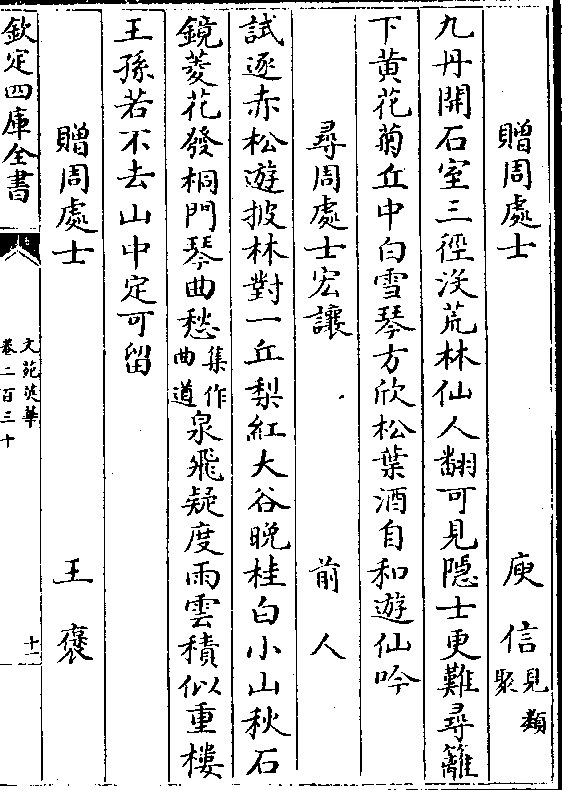 贈周處士 庾信見類聚
九丹開石室三徑没荒林仙人翻可見隠士更難尋籬
下黄花菊丘中白雪琴方欣松葉酒自和遊仙吟
尋周處士宏讓 前人
試逐赤松遊披林對一丘梨紅大谷晚桂白小山秋石
鏡菱花發桐門琴曲愁集作曲道泉飛疑度雨雲積似重樓
王孫若不去山中定可留
贈周處士 王褒
欽定四庫全書
文苑英華
卷二百三十
十一